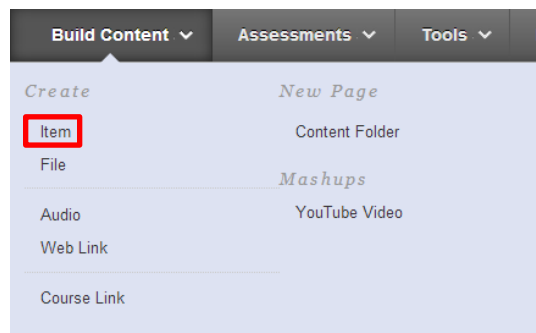 Build Content Assessments Tools
Create
Item
File
Audio
Web Link
Course Link
New Page
Content Folder
Mashups
YouTube Video